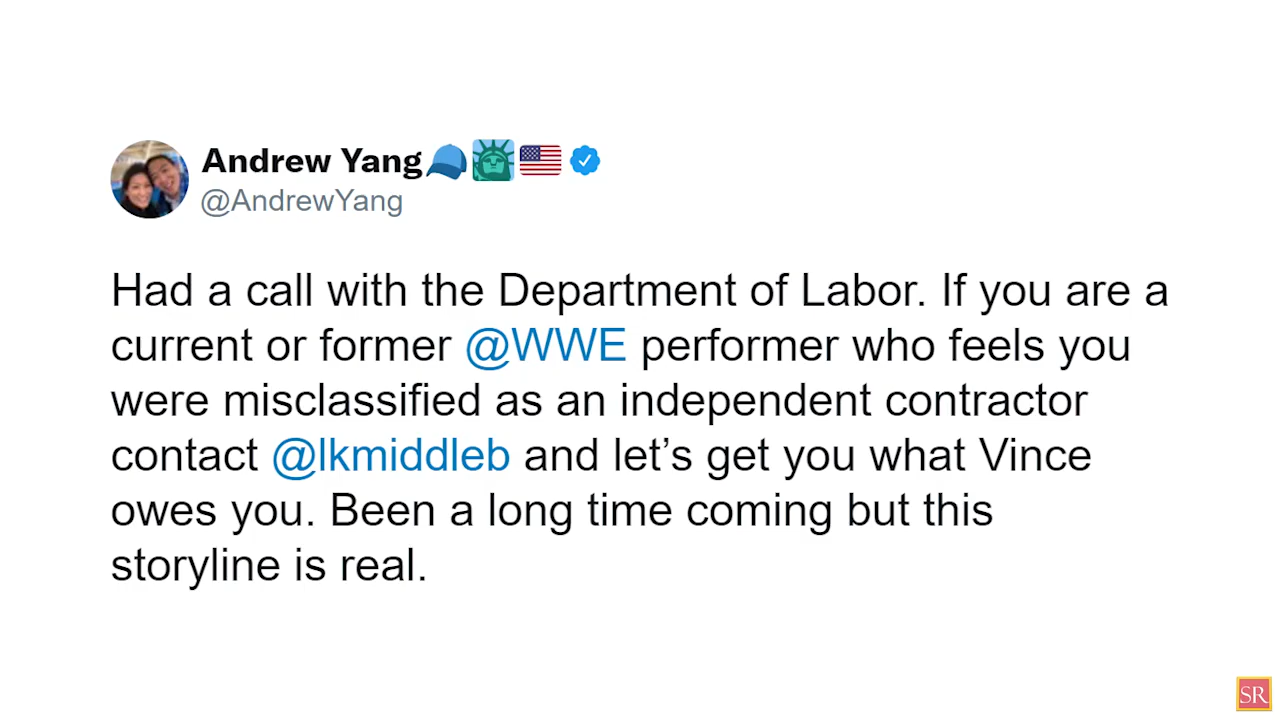 Andrew Yang🧢🗽🇺🇸
@AndrewYang
Had a call with the Department of Labor. If you are a
current or former @WWE performer who feels you
were misclassified as an independent contractor
contact @lkmiddleb and let’s get you what Vince
owes you. Been a long time coming but this
storyline is real.
SR